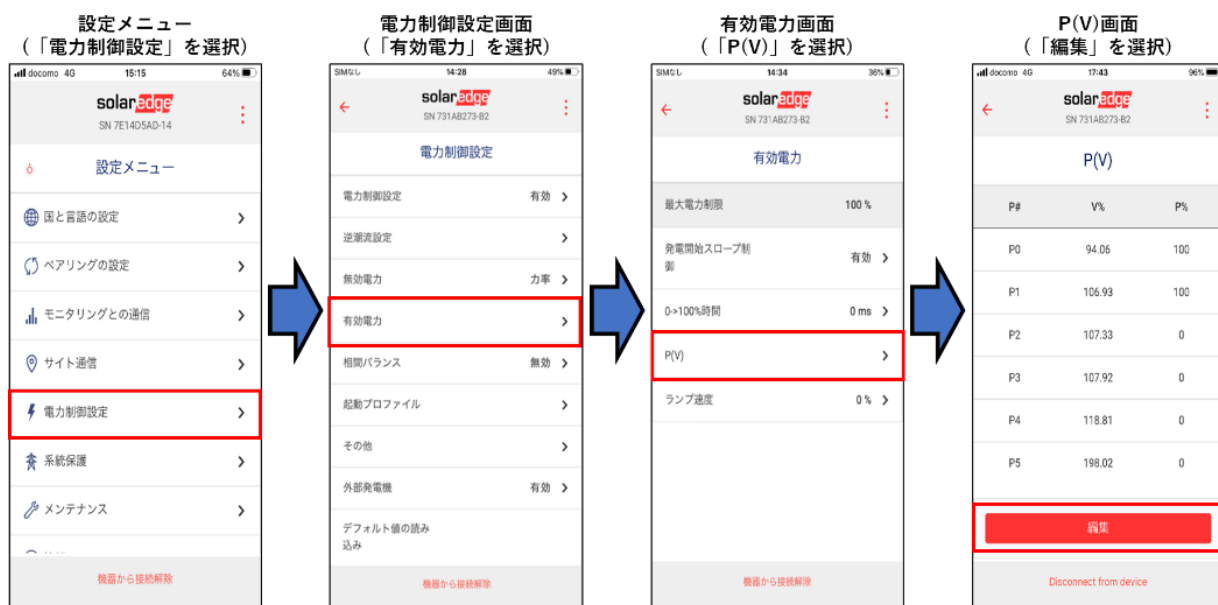 設定メニュー
(「電力制御設定」を選択)
docomo 4G 15:15 64%
solaredge
SN 7E14D5AD-14
設定メニュー
国と言語の設定
ペアリングの設定
モニタリングとの通信
サイト通信
電力制御設定
系統保護
メンテナンス
機器から接続解除
電力制御設定画面
(「有効電力」を選択)
SIMなし 14:28 49%
solaredge
SN 731AB273-B2
電力制御設定
電力制御設定 有効
逆潮流設定
無効電力 力率
有効電力
相間バランス 無効
起動プロファイル
その他
外部発電機 有効
デフォルト値の読み
込み
機器から接続解除
有効電力画面
(「P(V)」を選択)
SIMなし 14:34 36%
solaredge
SN 731AB273-B2
有効電力
最大電力制限 100 %
発電開始スロープ制
御 有効
0->100%時間 0 ms
P(V)
ランプ速度 0 %
機器から接続解除
P(V)画面
(「編集」を選択)
docomo 4G 17:43 96%
solaredge
SN 731AB273-B2
P(V)
P# V% P%
P0 94.06 100
P1 106.93 100
P2 107.33 0
P3 107.92 0
P4 118.81 0
P5 198.02 0
編集
Disconnect from device